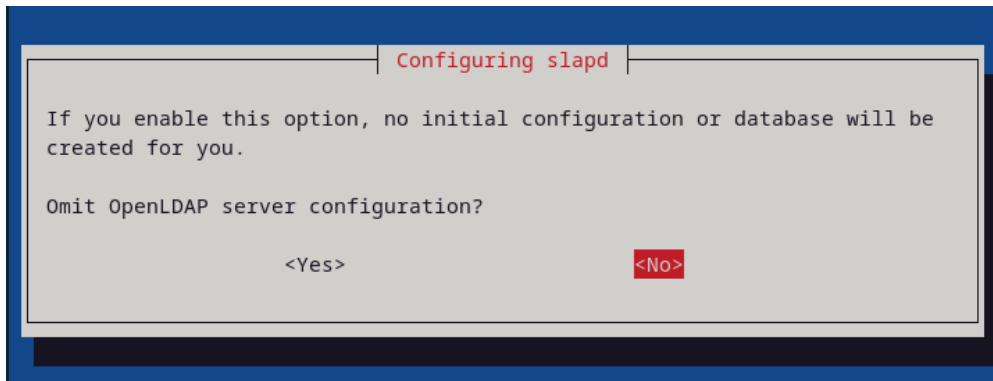 Configuring slapd
If you enable this option, no initial configuration or database will be
created for you.
Omit OpenLDAP server configuration?
<Yes> <No>